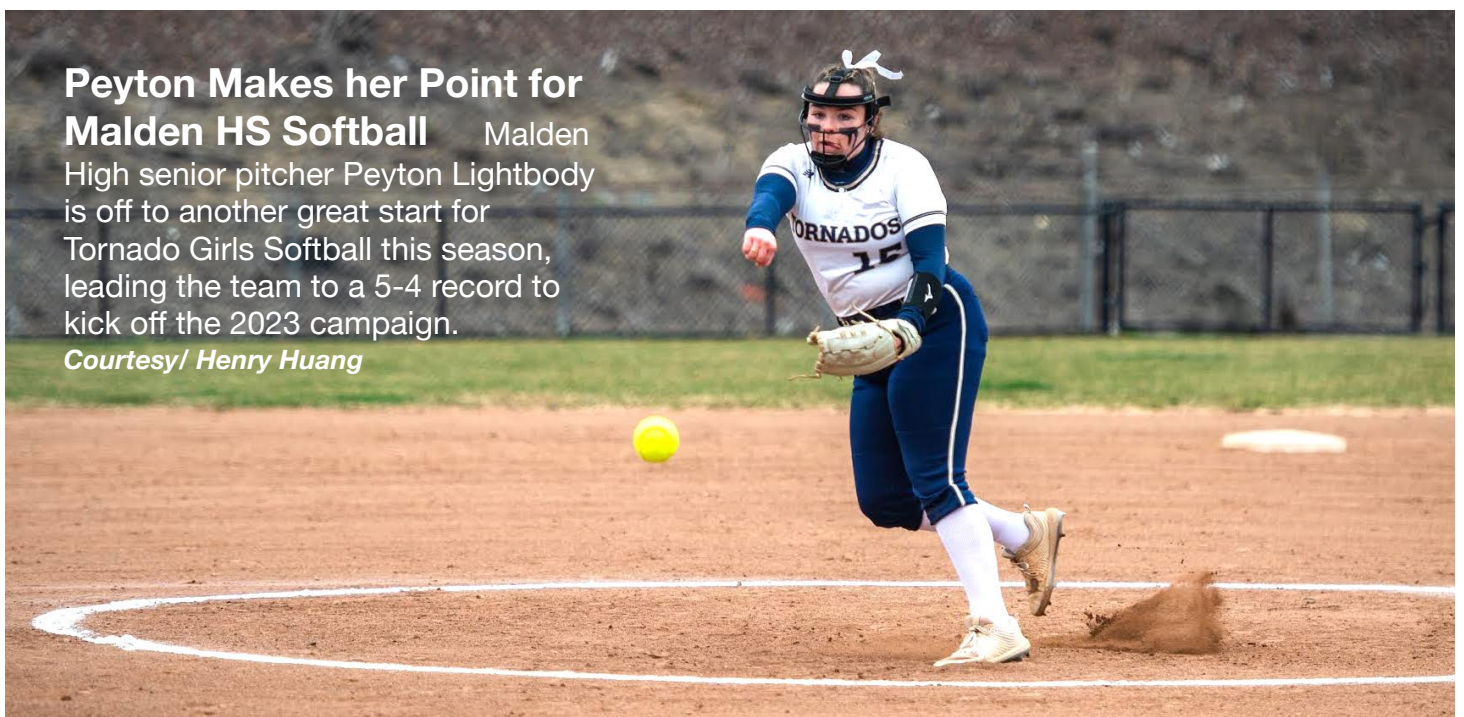 Peyton Makes her Point for
Malden HS Softball Malden
High senior pitcher Peyton Lightbody
is off to another great start for
Tornado Girls Softball this season,
leading the team to a 5-4 record to
kick off the 2023 campaign.
Courtesy/ Henry Huang
TORNADOS
15